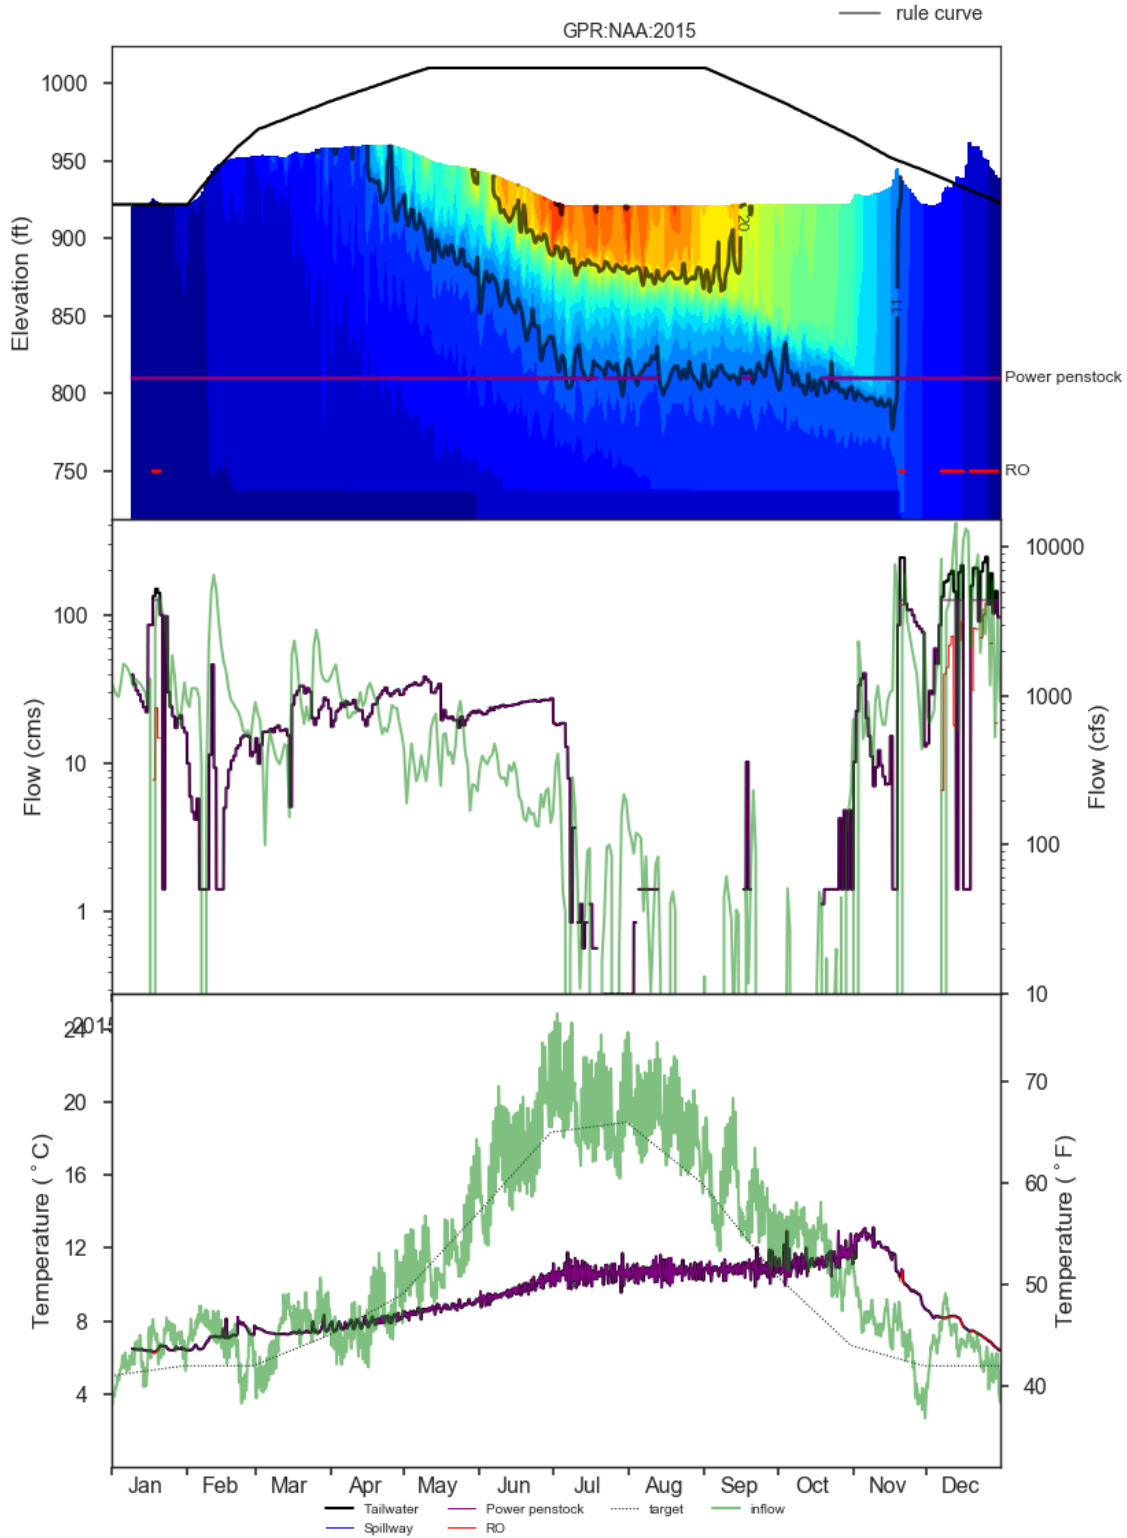 rule curve
GPR:NAA:2015
1000
950
900
850
800
750
Elevation (ft)
20
11
Power penstock
RO
100
10
1
Flow (cms)
10000
1000
100
10
Flow (cfs)
2015
24
20
16
12
8
4
Temperature (°C)
70
60
50
40
Temperature (°F)
Jan Feb Mar Apr May Jun Jul Aug Sep Oct Nov Dec
Tailwater Power penstock target inflow
Spillway RO